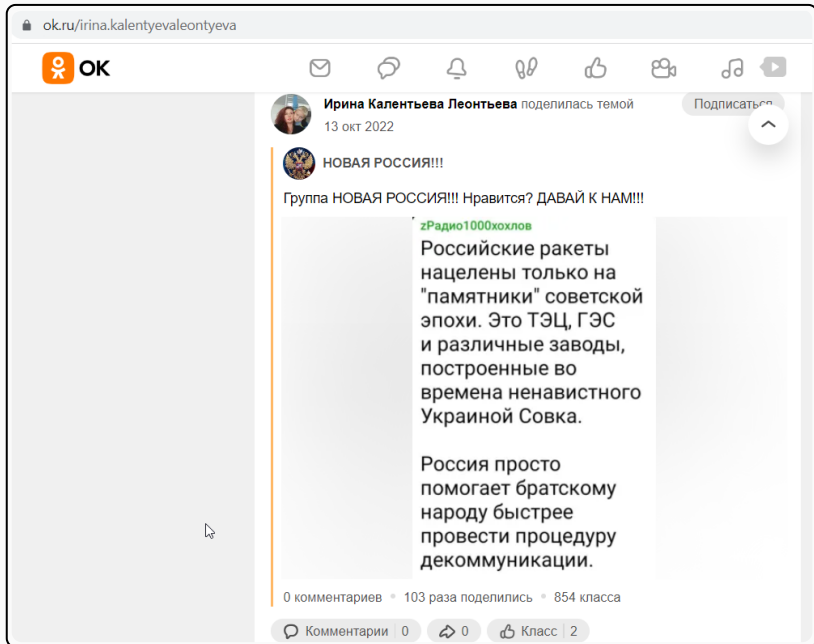 ok.ru/irina.kalentyevaleontyeva
ОК
Ирина Калентьева Леонтьева поделилась темой
Подписаться
13 окт 2022
НОВАЯ РОССИЯ!!!
Группа НОВАЯ РОССИЯ!!! Нравится? ДАВАЙ К НАМ!!!
zРадио1000хохлов
Российские ракеты
нацелены только на
"памятники" советской
эпохи. Это ТЭЦ, ГЭС
и различные заводы,
построенные во
времена ненавистного
Украиной Совка.
Россия просто
помогает братскому
народу быстрее
провести процедуру
декоммуникации.
0 комментариев • 103 раза поделились • 854 класса
Комментарии 0
0
Класс 2